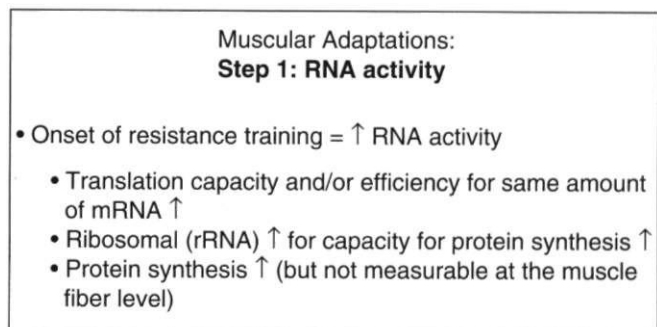 Muscular Adaptations:
Step 1: RNA activity
• Onset of resistance training = ↑ RNA activity
• Translation capacity and/or efficiency for same amount
of mRNA ↑
• Ribosomal (rRNA) ↑ for capacity for protein synthesis ↑
• Protein synthesis ↑ (but not measurable at the muscle
fiber level)